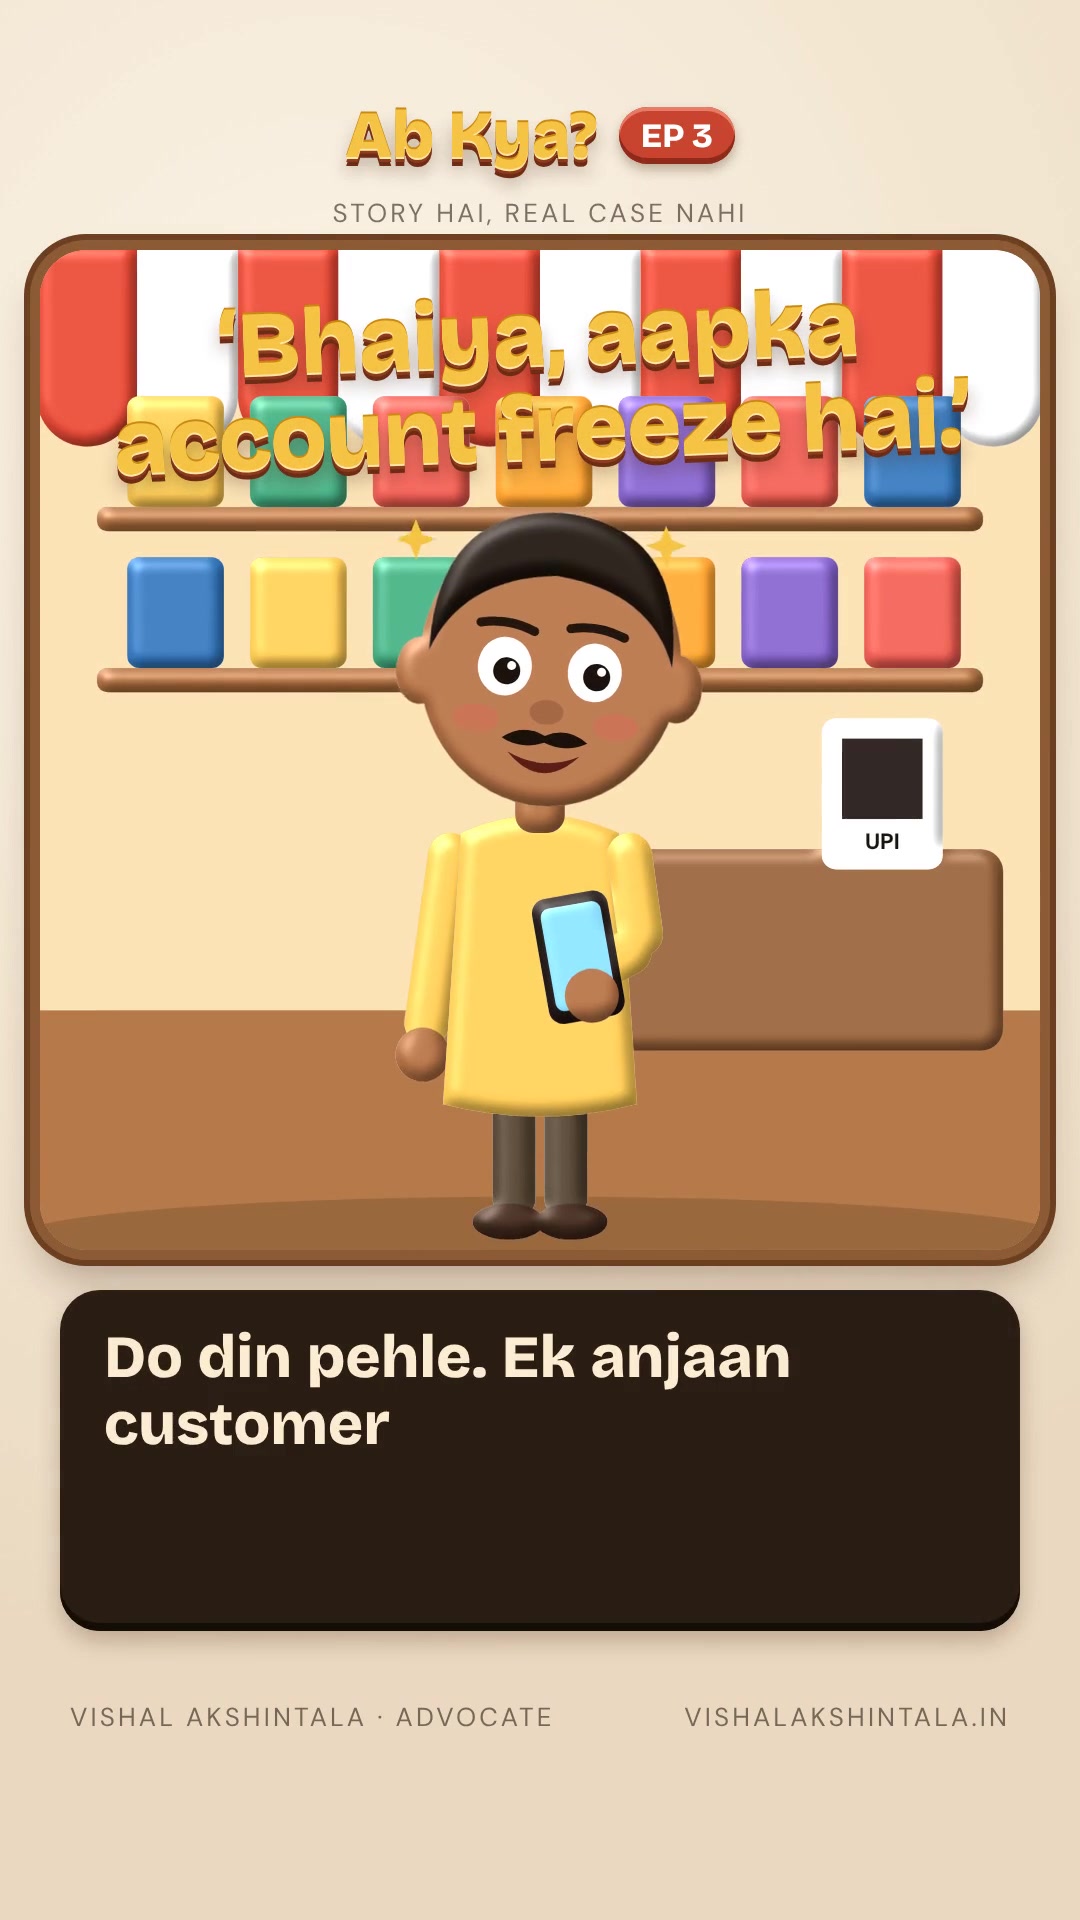 Ab Kya? EP 3
STORY HAI, REAL CASE NAHI
‘Bhaiya, aapka
account freeze hai.’
UPI
Do din pehle. Ek anjaan
customer
VISHAL AKSHINTALA · ADVOCATE
VISHALAKSHINTALA.IN